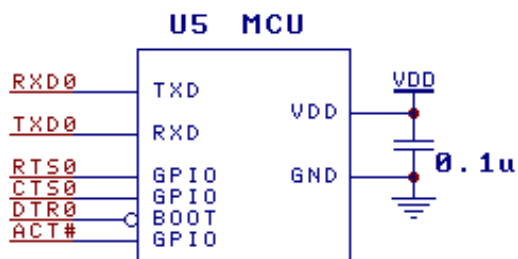 U5 MCU
RXD0 TXD VDD
TXD0 RXD VDD
RTS0 GPIO GND 0.1u
CTS0 GPIO
DTR0 BOOT
ACT# GPIO